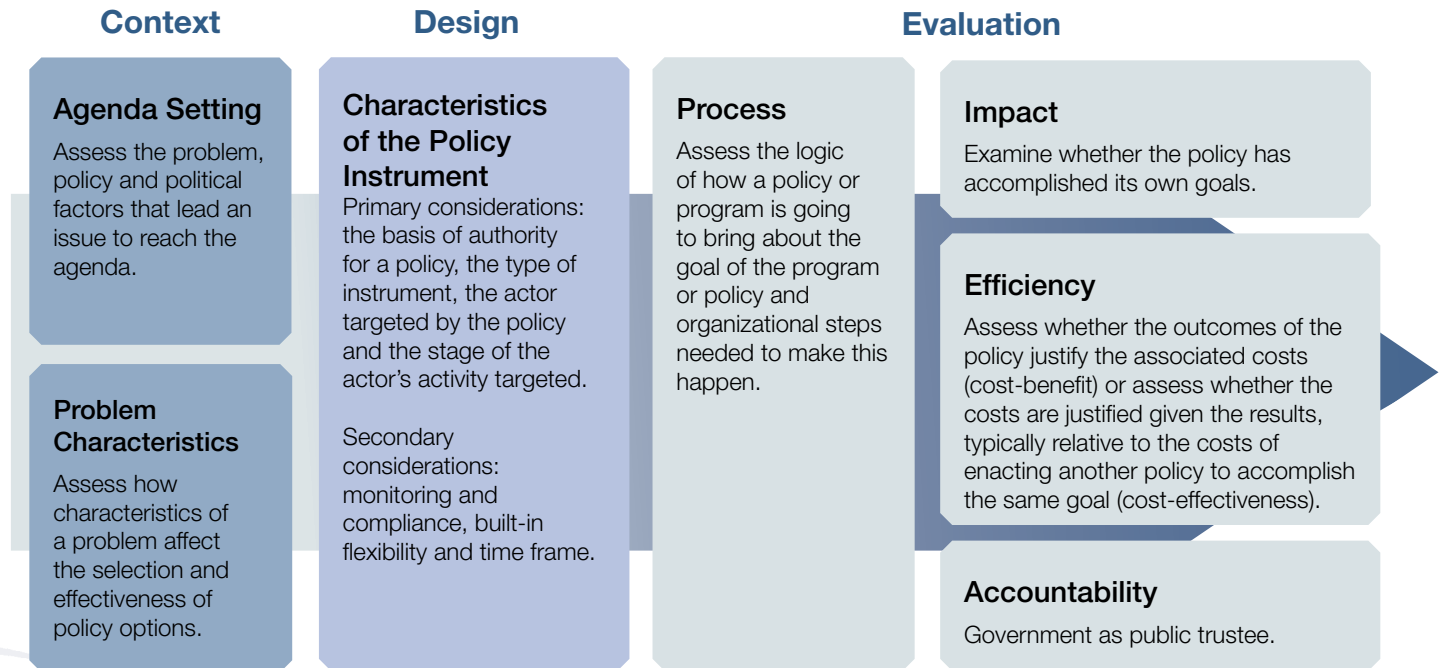 Context
Design
Evaluation
Agenda Setting
Assess the problem,
policy and political
factors that lead an
issue to reach the
agenda.
Problem
Characteristics
Assess how
characteristics of
a problem affect
the selection and
effectiveness of
policy options.
Characteristics
of the Policy
Instrument
Primary considerations:
the basis of authority
for a policy, the type of
instrument, the actor
targeted by the policy
and the stage of the
actor’s activity targeted.
Secondary
considerations:
monitoring and
compliance, built-in
flexibility and time frame.
Process
Assess the logic
of how a policy or
program is going
to bring about the
goal of the program
or policy and
organizational steps
needed to make this
happen.
Impact
Examine whether the policy has
accomplished its own goals.
Efficiency
Assess whether the outcomes of the
policy justify the associated costs
(cost-benefit) or assess whether the
costs are justified given the results,
typically relative to the costs of
enacting another policy to accomplish
the same goal (cost-effectiveness).
Accountability
Government as public trustee.